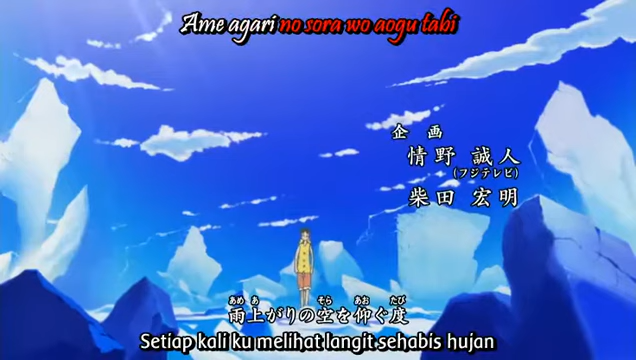 Ame agari no sora wo aogu tabi
企画
情野 誠人
(フジテレビ)
柴田 宏明
あめ あ そら あお たび
雨上がりの空を仰ぐ度
Setiap kali ku melihat langit sehabis hujan